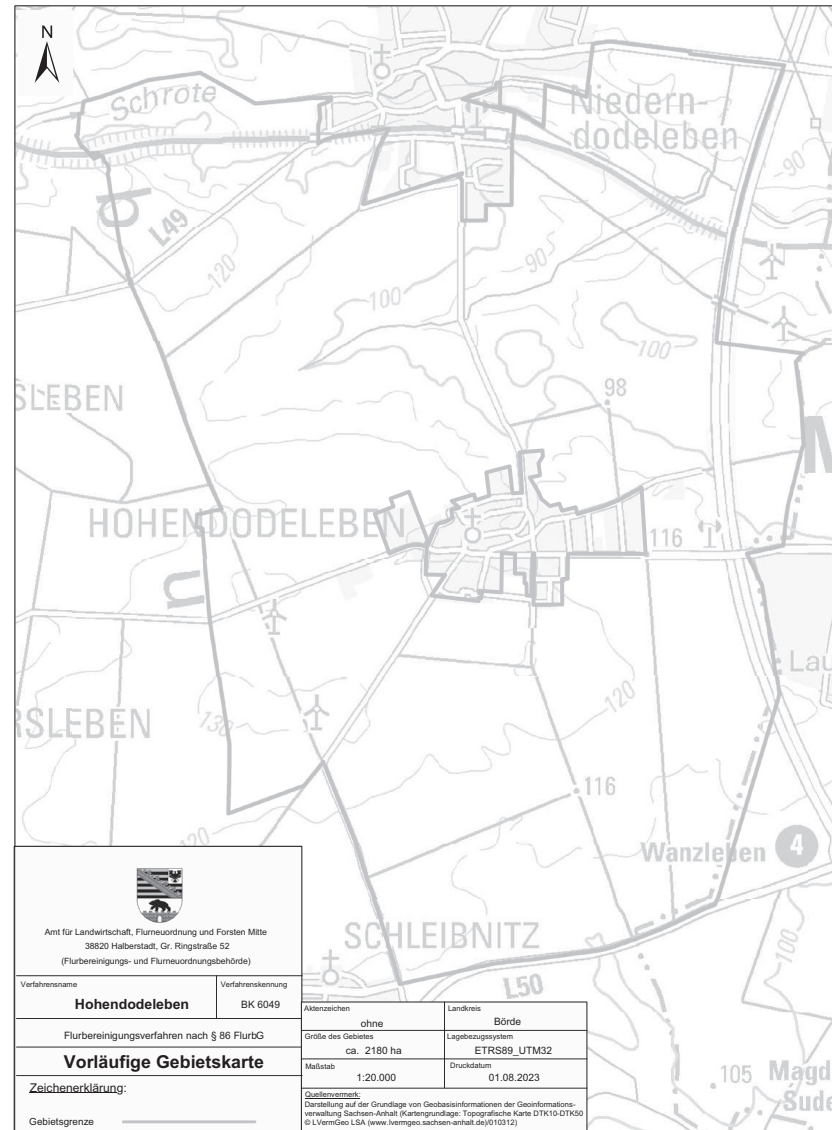 N
Schrote
Niedern-
dodeleben
90
L49
120
90
100
100
SLEBEN
98
M
HOHENDODELEBEN
116
Lau
RSLEBEN
130
120
116
120
Wanzleben 4
SCHLEIBNITZ
100
L50
105
Magd
Sude
Amt für Landwirtschaft, Flurneuordnung und Forsten Mitte
38820 Halberstadt, Gr. Ringstraße 52
(Flurbereinigungs- und Flurneuordnungsbehörde)
Verfahrensname
Hohendodeleben
Verfahrenskennung
BK 6049
Flurbereinigungsverfahren nach § 86 FlurbG
Vorläufige Gebietskarte
Zeichenerklärung:
Gebietsgrenze
Aktenzeichen
ohne
Landkreis
Börde
Größe des Gebietes
ca. 2180 ha
Lagebezugssystem
ETRS89_UTM32
Maßstab
1:20.000
Druckdatum
01.08.2023
Quellenvermerk:
Darstellung auf der Grundlage von Geobasisinformationen der Geoinformations-
verwaltung Sachsen-Anhalt (Kartengrundlage: Topografische Karte DTK10-DTK50
© LVermGeo LSA (www.lvermgeo.sachsen-anhalt.de)/010312)